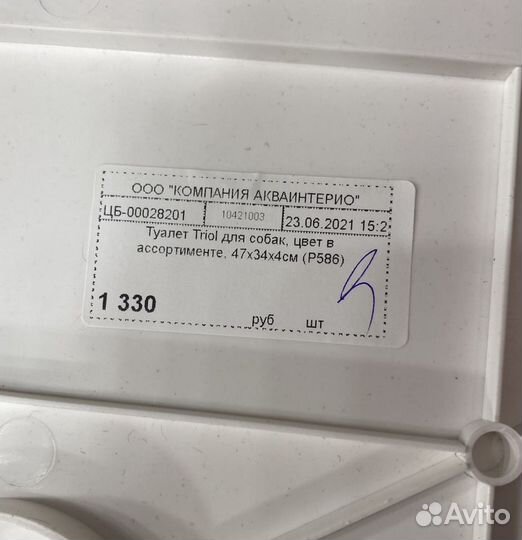 ООО "КОМПАНИЯ АКВАИНТЕРИО"
ЦБ-00028201 10421003 23.06.2021 15:2
Туалет Triol для собак, цвет в
ассортименте, 47х34х4см (P586)
1 330 руб шт
Avito